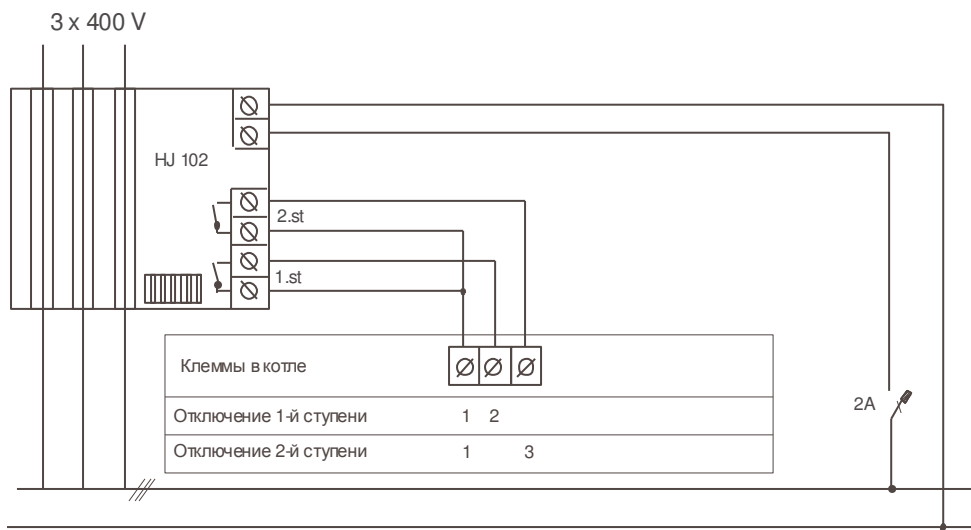 3 x 400 V
HJ 102
2.st
1.st
Клеммы в котле
Отключение 1-й ступени 1 2
Отключение 2-й ступени 1 3
2A